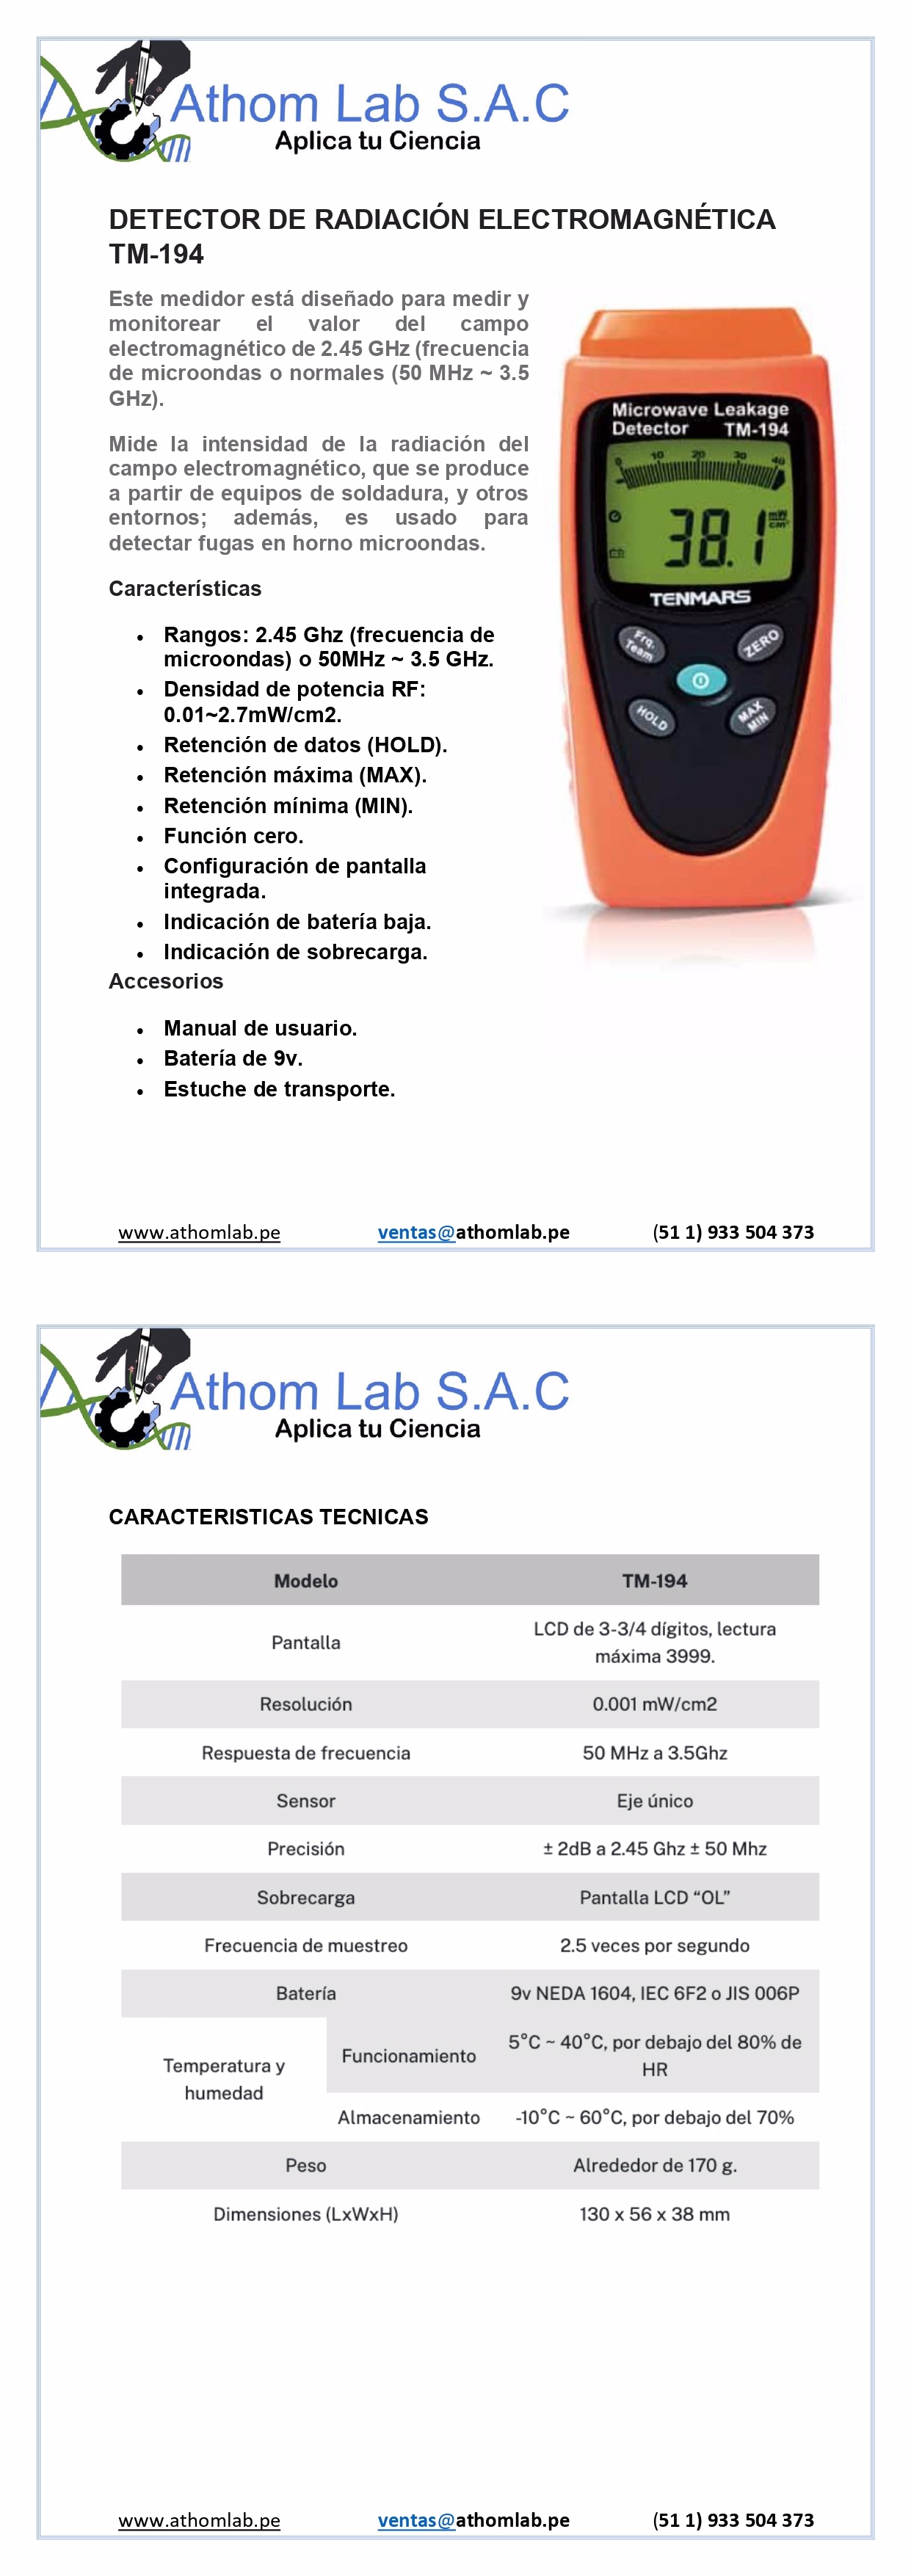 Athom Lab S.A.C
Aplica tu Ciencia
DETECTOR DE RADIACIÓN ELECTROMAGNÉTICA
TM-194
Este medidor está diseñado para medir y
monitorear el valor del campo
electromagnético de 2.45 GHz (frecuencia
de microondas o normales (50 MHz ~ 3.5
GHz).
Mide la intensidad de la radiación del
campo electromagnético, que se produce
a partir de equipos de soldadura, y otros
entornos; además, es usado para
detectar fugas en horno microondas.
Características
• Rangos: 2.45 Ghz (frecuencia de
microondas) o 50MHz ~ 3.5 GHz.
• Densidad de potencia RF:
0.01~2.7mW/cm2.
• Retención de datos (HOLD).
• Retención máxima (MAX).
• Retención mínima (MIN).
• Función cero.
• Configuración de pantalla
integrada.
• Indicación de batería baja.
• Indicación de sobrecarga.
Accesorios
• Manual de usuario.
• Batería de 9v.
• Estuche de transporte.
Microwave Leakage
Detector TM-194
0 10 20 30 40
38.1 mW/cm²
TENMARS
Frq. Team
ZERO
HOLD
MAX MIN
www.athomlab.pe ventas@athomlab.pe (51 1) 933 504 373
Athom Lab S.A.C
Aplica tu Ciencia
CARACTERISTICAS TECNICAS
Modelo TM-194
Pantalla LCD de 3-3/4 dígitos, lectura
máxima 3999.
Resolución 0.001 mW/cm2
Respuesta de frecuencia 50 MHz a 3.5Ghz
Sensor Eje único
Precisión ± 2dB a 2.45 Ghz ± 50 Mhz
Sobrecarga Pantalla LCD “OL”
Frecuencia de muestreo 2.5 veces por segundo
Batería 9v NEDA 1604, IEC 6F2 o JIS 006P
Temperatura y
humedad
Funcionamiento 5°C ~ 40°C, por debajo del 80% de
HR
Almacenamiento -10°C ~ 60°C, por debajo del 70%
Peso Alrededor de 170 g.
Dimensiones (LxWxH) 130 x 56 x 38 mm
www.athomlab.pe ventas@athomlab.pe (51 1) 933 504 373